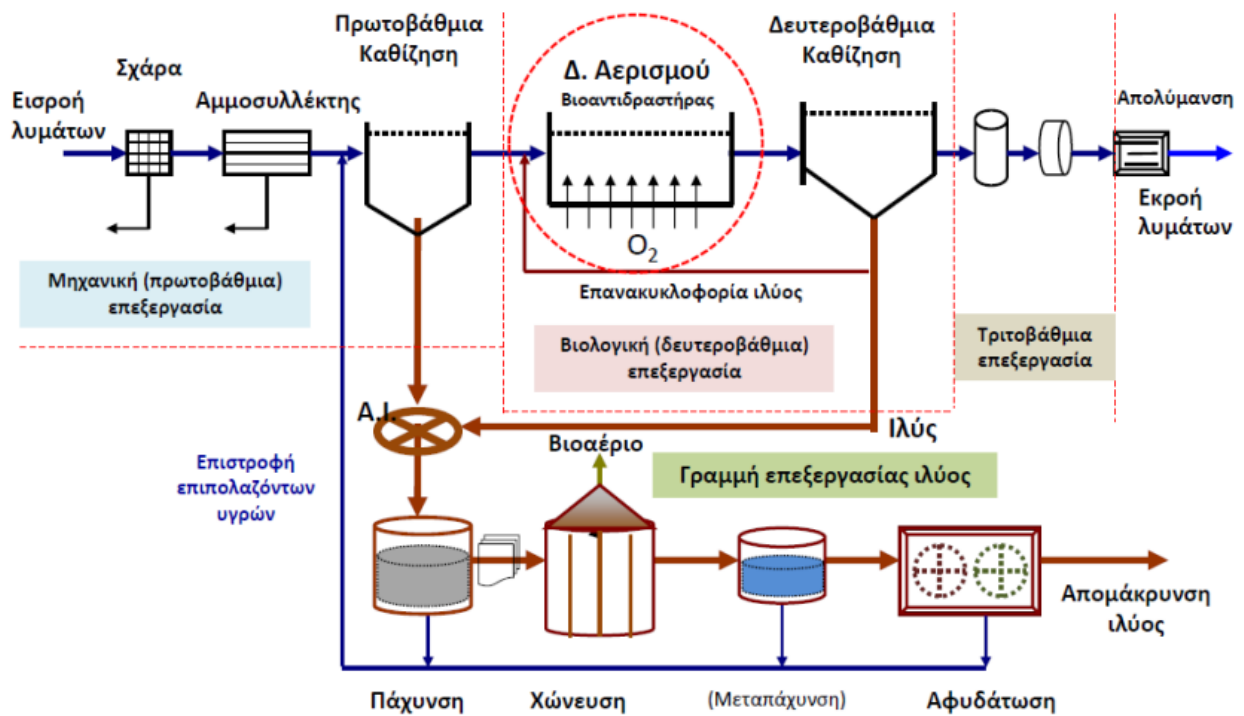 Πρωτοβάθμια
Καθίζηση
Δευτεροβάθμια
Καθίζηση
Σχάρα
Δ. Αερισμού
Βιοαντιδραστήρας
Εισροή
λυμάτων
Αμμοσυλλέκτης
Απολύμανση
Εκροή
λυμάτων
O2
Μηχανική (πρωτοβάθμια)
επεξεργασία
Επανακυκλοφορία ιλύος
Βιολογική (δευτεροβάθμια)
επεξεργασία
Τριτοβάθμια
επεξεργασία
Α.Ι.
Ιλύς
Βιοαέριο
Γραμμή επεξεργασίας ιλύος
Επιστροφή
επιπολαζόντων
υγρών
Απομάκρυνση
ιλύος
Πάχυνση
Χώνευση
(Μεταπάχυνση)
Αφυδάτωση